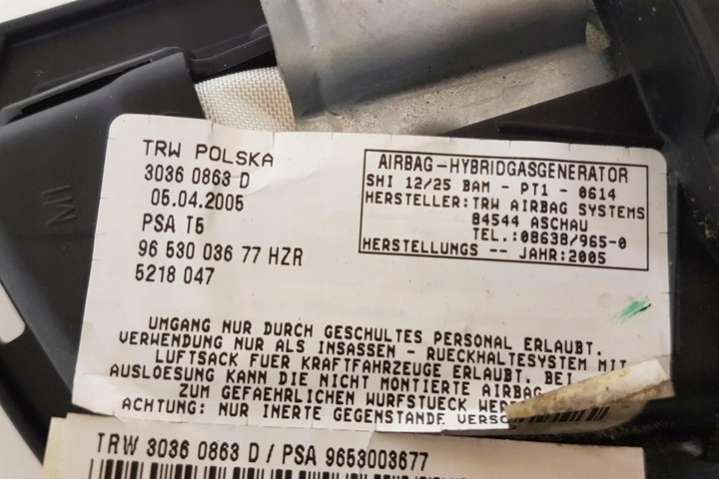 TRW POLSKA
3036 0863 D
05.04.2005
PSA T5
96 530 036 77 HZR
5218 047
AIRBAG-HYBRIDGASGENERATOR
SHI 12/25 BAM - PT1 - 0614
HERSTELLER:TRW AIRBAG SYSTEMS
84544 ASCHAU
TEL.:08638/965-0
HERSTELLUNGS -- JAHR:2005
UMGANG NUR DURCH GESCHULTES PERSONAL ERLAUBT.
VERWENDUNG NUR ALS INSASSEN - RUECKHALTESYSTEM MIT
LUFTSACK FUER KRAFTFAHRZEUGE ERLAUBT. BEI
AUSLOESUNG KANN DIE NICHT MONTIERTE AIRBAG
ZUM GEFAEHRLICHEN WURFSTUECK
ACHTUNG: NUR INERTE GEGENSTANDE
TRW 3036 0863 D / PSA 9653003677